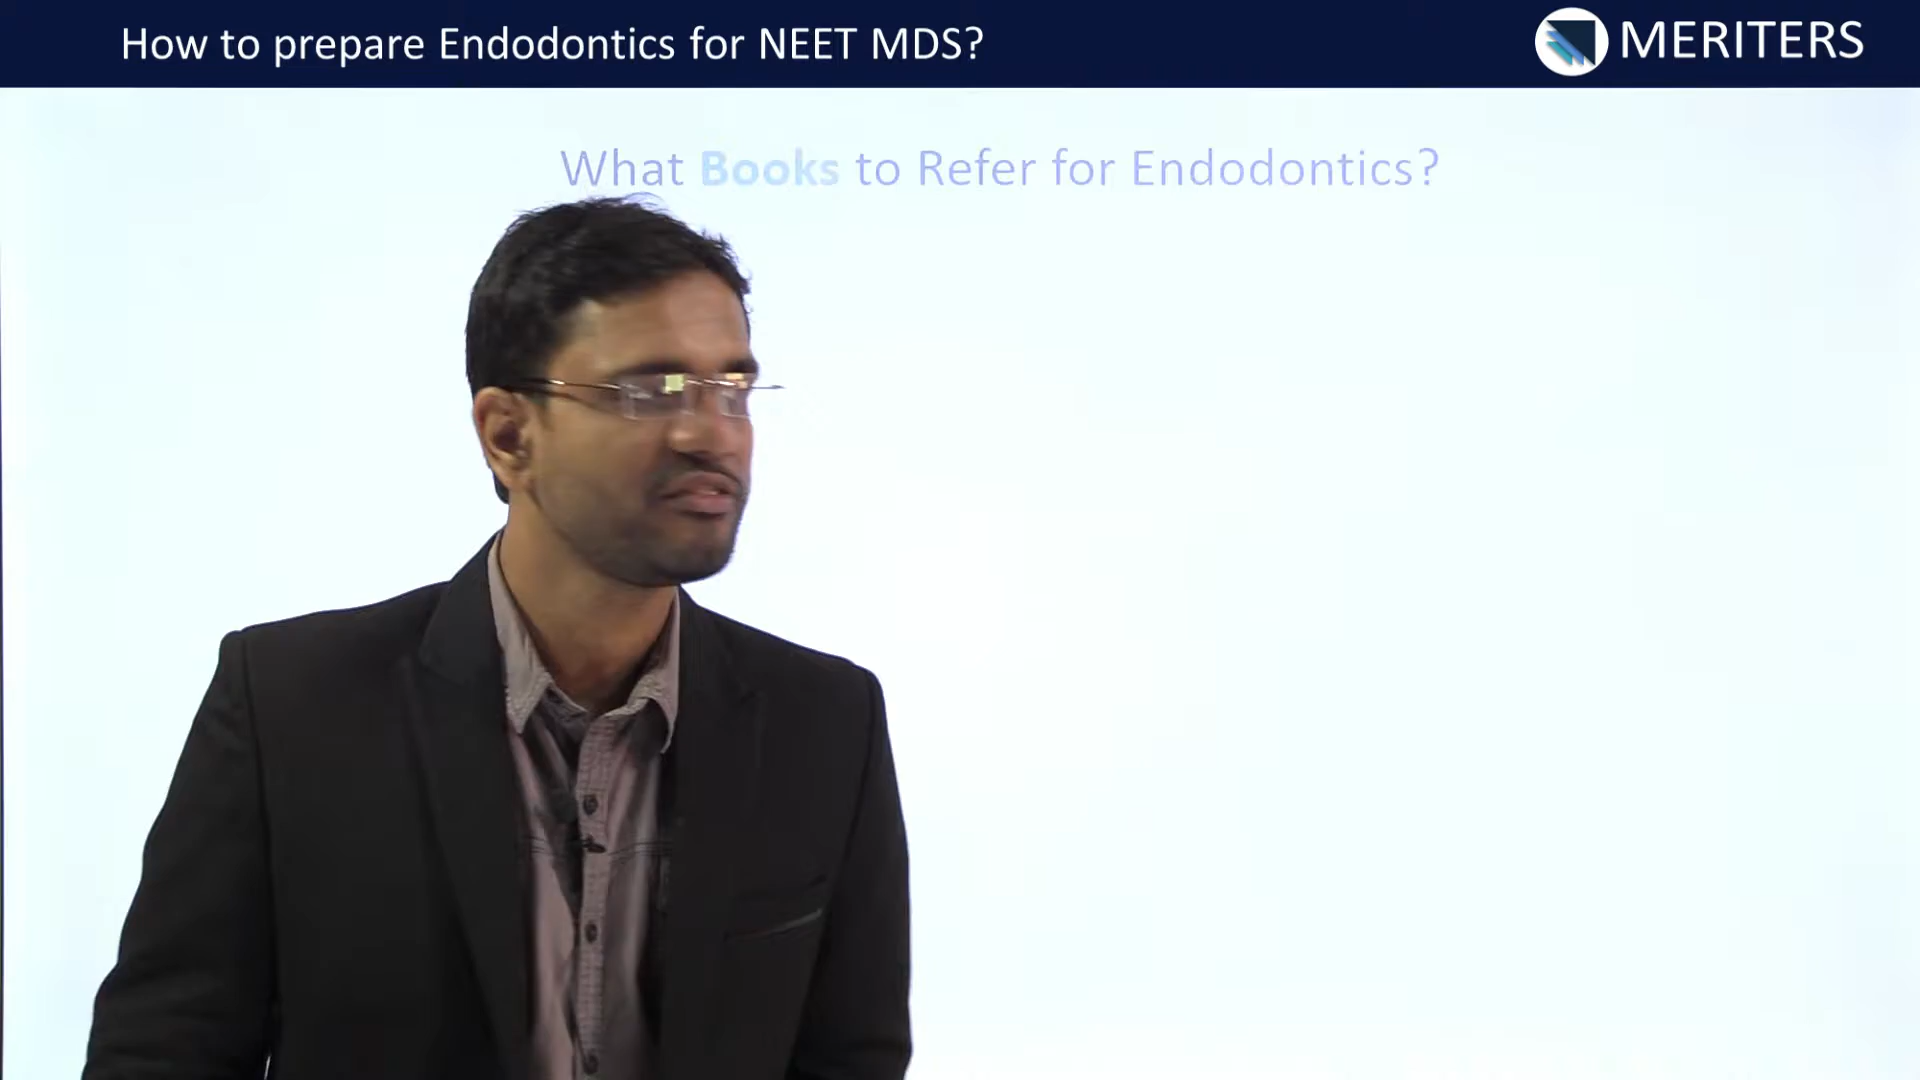 How to prepare Endodontics for NEET MDS?
MERITERS
What Books to Refer for Endodontics?